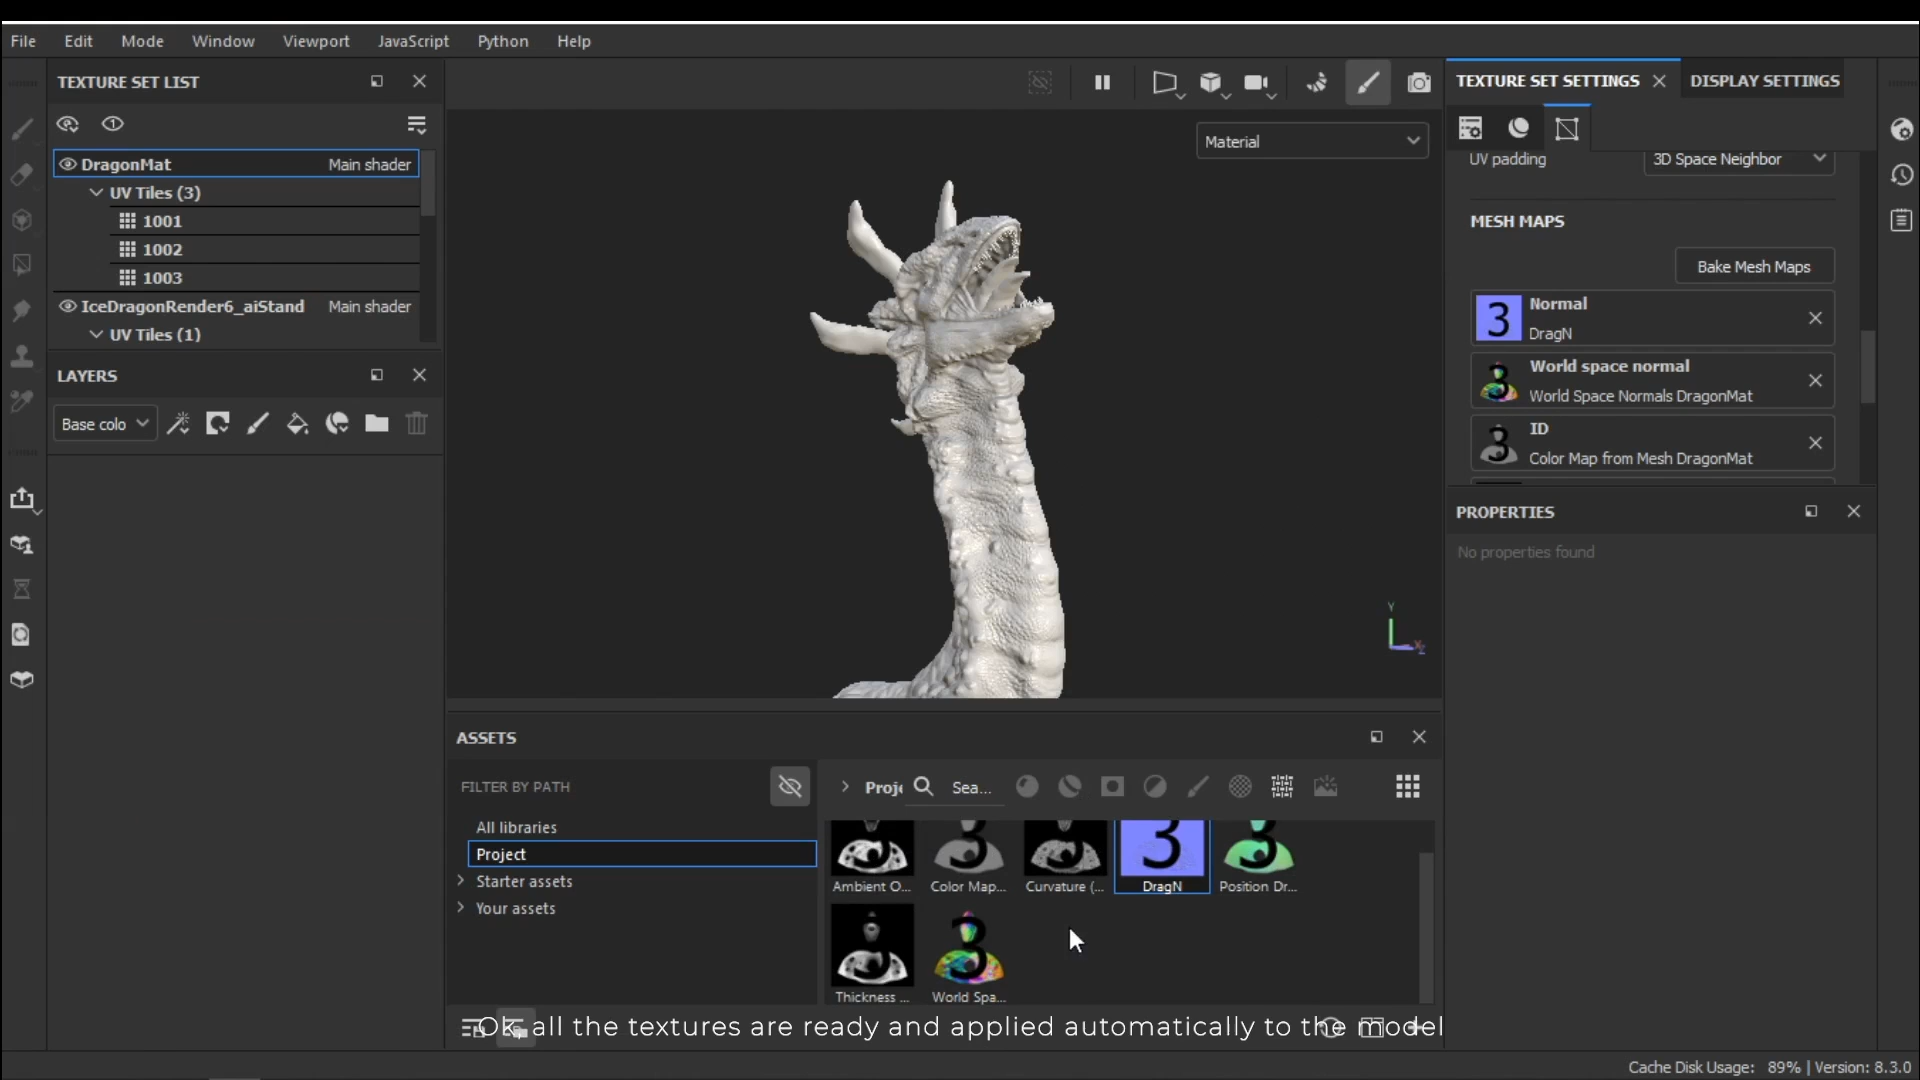 File Edit Mode Window Viewport JavaScript Python Help
TEXTURE SET LIST
DragonMat Main shader
UV Tiles (3)
1001
1002
1003
IceDragonRender6_aiStand Main shader
UV Tiles (1)
LAYERS
Base colo
Material
Y
TEXTURE SET SETTINGS DISPLAY SETTINGS
UV padding 3D Space Neighbor
MESH MAPS
Bake Mesh Maps
3 Normal
DragN
3 World space normal
World Space Normals DragonMat
3 ID
Color Map from Mesh DragonMat
PROPERTIES
No properties found
ASSETS
FILTER BY PATH
All libraries
Project
Starter assets
Your assets
Proje Sea...
Ambient O... Color Map... Curvature (... DragN Position Dr...
Thickness ... World Spa...
Ok, all the textures are ready and applied automatically to the model
Cache Disk Usage: 89% | Version: 8.3.0